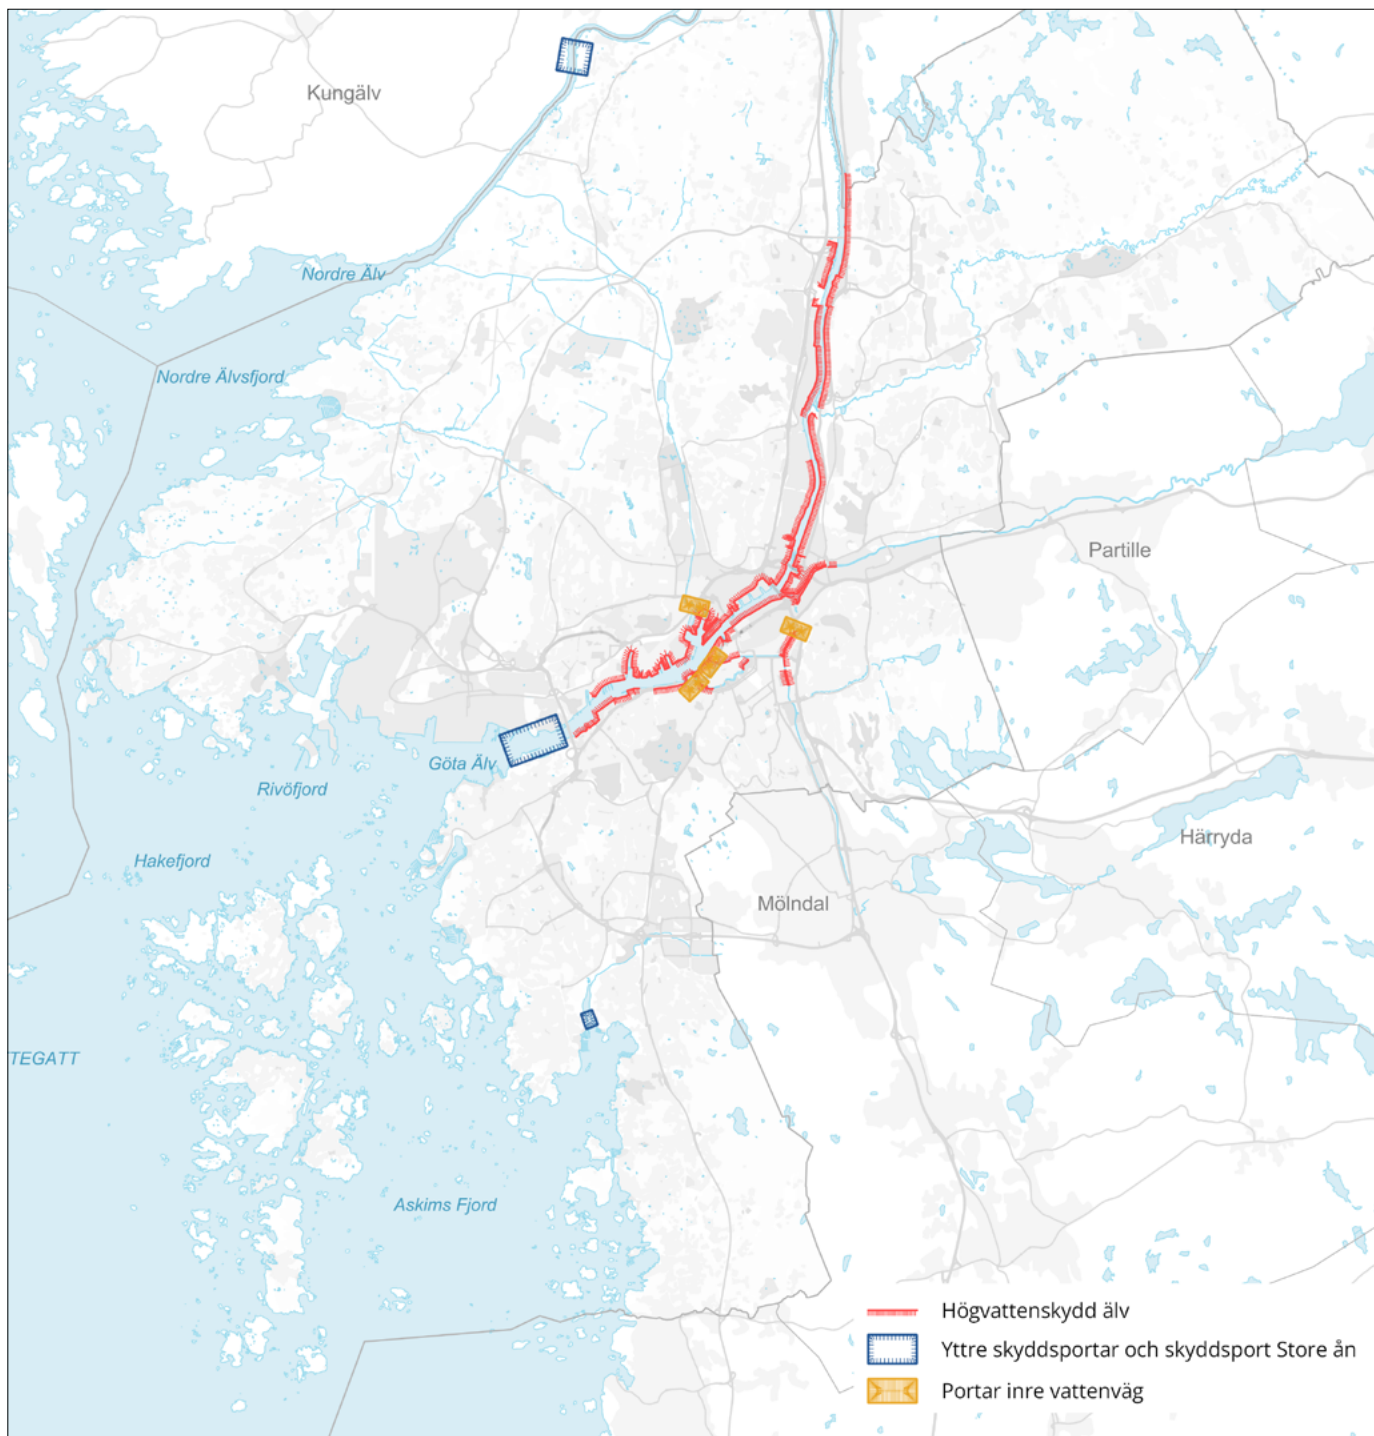 Kungälv
Nordre Älv
Nordre Älvsfjord
Partille
Göta Älv
Rivöfjord
Härryda
Hakefjord
Mölndal
TEGATT
Askims Fjord
Högvattenskydd älv
Yttre skyddsportar och skyddsport Store ån
Portar inre vattenväg